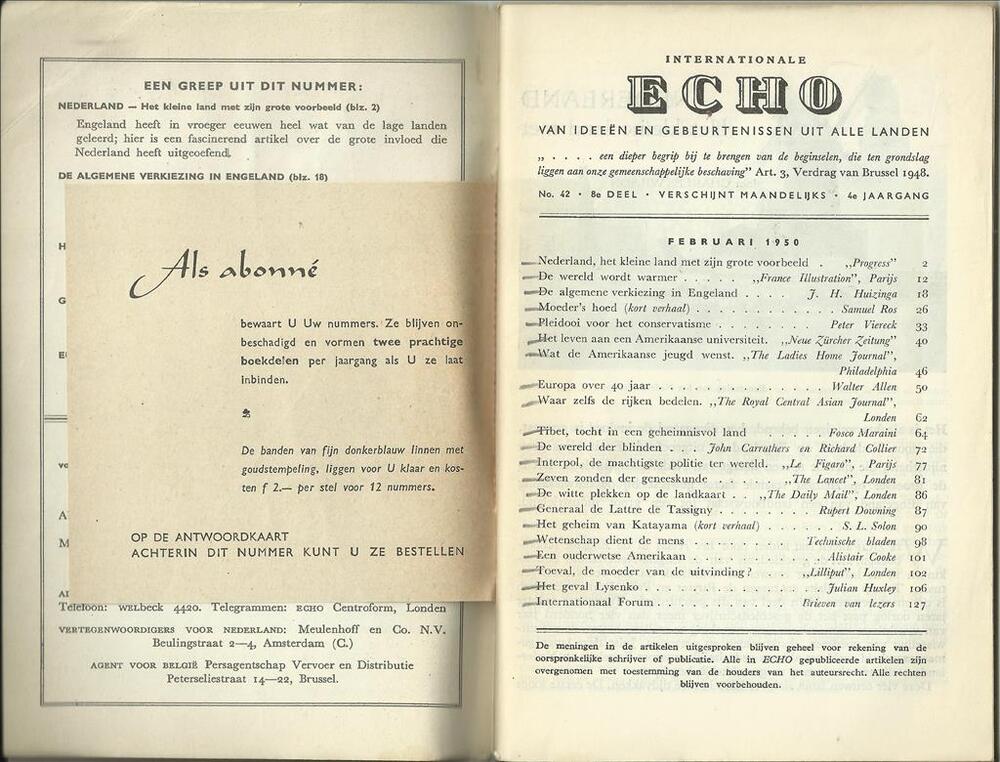 EEN GREEP UIT DIT NUMMER:
NEDERLAND — Het kleine land met zijn grote voorbeeld (blz. 2)
Engeland heeft in vroeger eeuwen heel wat van de lage landen
geleerd; hier is een fascinerend artikel over de grote invloed die
Nederland heeft uitgeoefend.
DE ALGEMENE VERKIEZING IN ENGELAND (blz. 18)
Als abonné
bewaart U Uw nummers. Ze blijven on-
beschadigd en vormen twee prachtige
boekdelen per jaargang als U ze laat
inbinden.
De banden van fijn donkerblauw linnen met
goudstempeling, liggen voor U klaar en kos-
ten f 2.— per stel voor 12 nummers.
OP DE ANTWOORDKAART
ACHTERIN DIT NUMMER KUNT U ZE BESTELLEN
Telefoon: WELbeck 4420. Telegrammen: ECHO Centroform, Londen
VERTEGENWOORDIGERS VOOR NEDERLAND: Meulenhoff en Co. N.V.
Beulingstraat 2—4, Amsterdam (C.)
AGENT VOOR BELGIË Persagentschap Vervoer en Distributie
Peterseliestraat 14—22, Brussel.
INTERNATIONALE
ECHO
VAN IDEEËN EN GEBEURTENISSEN UIT ALLE LANDEN
„ . . . . een dieper begrip bij te brengen van de beginselen, die ten grondslag
liggen aan onze gemeenschappelijke beschaving” Art. 3, Verdrag van Brussel 1948.
No. 42 · 8e DEEL · VERSCHIJNT MAANDELIJKS · 4e JAARGANG
FEBRUARI 1950
Nederland, het kleine land met zijn grote voorbeeld . „Progress” 2
De wereld wordt warmer . . . . . „France Illustration”, Parijs 12
De algemene verkiezing in Engeland . . . . J. H. Huizinga 18
Moeder's hoed (kort verhaal) . . . . . . . . . . . . Samuel Ros 26
Pleidooi voor het conservatisme . . . . . . . . Peter Viereck 33
Het leven aan een Amerikaanse universiteit. „Neue Zürcher Zeitung” 40
Wat de Amerikaanse jeugd wenst. „The Ladies Home Journal”,
Philadelphia 46
Europa over 40 jaar . . . . . . . . . . . . . . Walter Allen 50
Waar zelfs de rijken bedelen. „The Royal Central Asian Journal”,
Londen 62
Tibet, tocht in een geheimnisvol land . . . . . . Fosco Maraini 64
De wereld der blinden . . . John Carruthers en Richard Collier 72
Interpol, de machtigste politie ter wereld. „Le Figaro”, Parijs 77
Zeven zonden der geneeskunde . . . . . „The Lancet”, Londen 81
De witte plekken op de landkaart . . „The Daily Mail”, Londen 86
Generaal de Lattre de Tassigny . . . . . . . . Rupert Downing 87
Het geheim van Katayama (kort verhaal) . . . . . . S. L. Solon 90
Wetenschap dient de mens . . . . . . . . Technische bladen 98
Een ouderwetse Amerikaan . . . . . . . . . . Alistair Cooke 101
Toeval, de moeder van de uitvinding? . . . „Lilliput”, Londen 102
Het geval Lysenko . . . . . . . . . . . . . . Julian Huxley 106
Internationaal Forum . . . . . . . . . . . Brieven van lezers 127
De meningen in de artikelen uitgesproken blijven geheel voor rekening van de
oorspronkelijke schrijver of publicatie. Alle in ECHO gepubliceerde artikelen zijn
overgenomen met toestemming van de houders van het auteursrecht. Alle rechten
blijven voorbehouden.